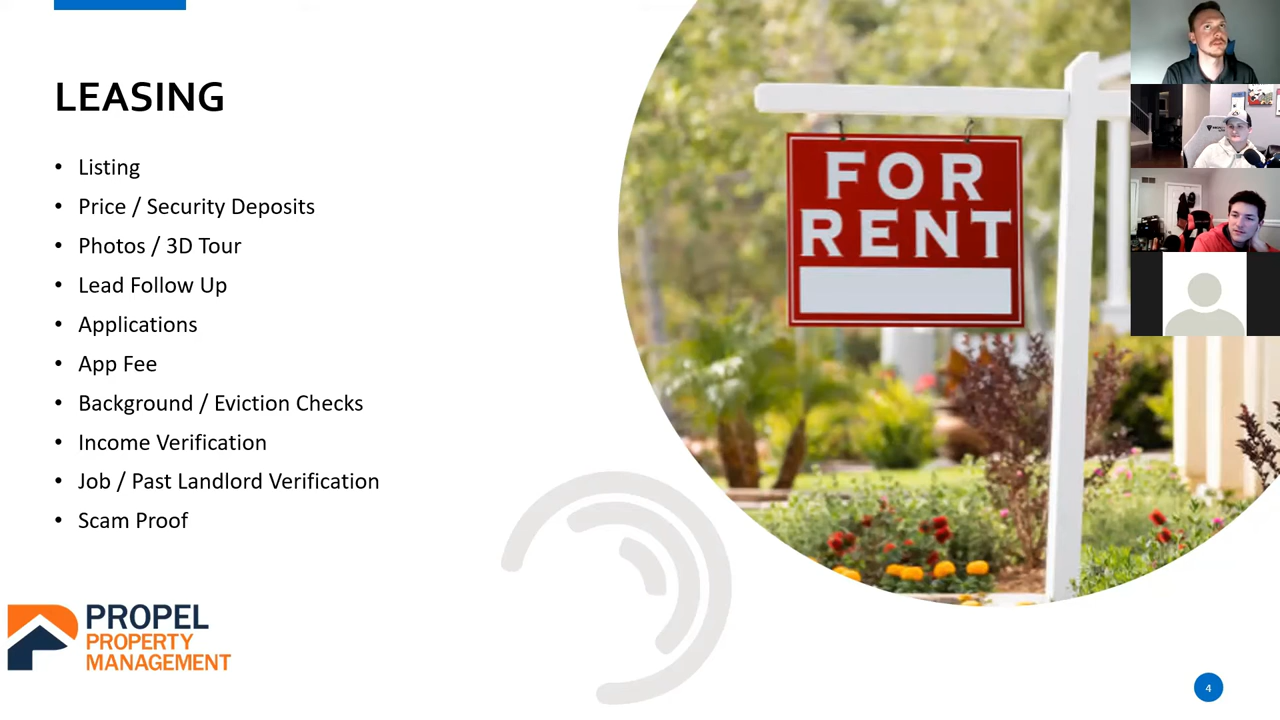 LEASING
• Listing
• Price / Security Deposits
• Photos / 3D Tour
• Lead Follow Up
• Applications
• App Fee
• Background / Eviction Checks
• Income Verification
• Job / Past Landlord Verification
• Scam Proof
FOR
RENT
PROPEL
PROPERTY
MANAGEMENT
4